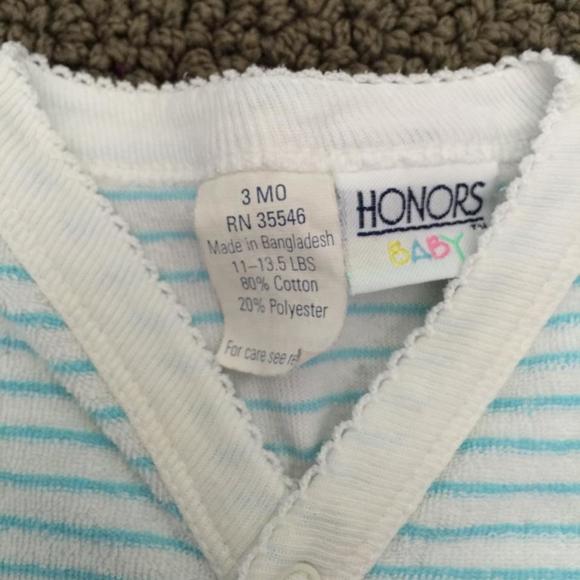 3 MO
RN 35546
Made in Bangladesh
11–13.5 LBS
80% Cotton
20% Polyester
For care see
HONORS
TM
BABY